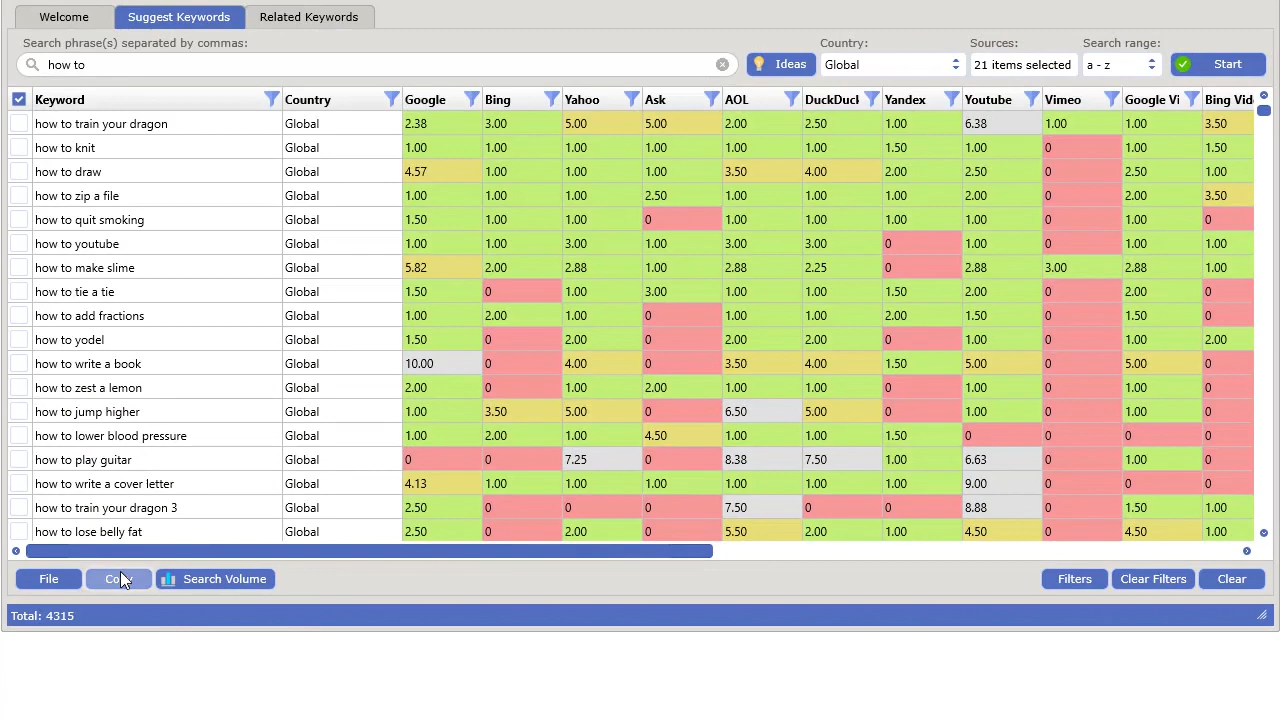 Welcome Suggest Keywords Related Keywords
Search phrase(s) separated by commas: Country: Sources: Search range:
how to Ideas Global 21 items selected a - z Start
Keyword Country Google Bing Yahoo Ask AOL DuckDuck Yandex Youtube Vimeo Google Vi Bing Vid
how to train your dragon Global 2.38 3.00 5.00 5.00 2.00 2.50 1.00 6.38 1.00 1.00 3.50
how to knit Global 1.00 1.00 1.00 1.00 1.00 1.00 1.50 1.00 0 1.00 1.50
how to draw Global 4.57 1.00 1.00 1.00 3.50 4.00 2.00 2.50 0 2.50 1.00
how to zip a file Global 1.00 1.00 1.00 2.50 1.00 1.00 1.00 2.00 0 2.00 3.50
how to quit smoking Global 1.50 1.00 1.00 0 1.00 1.00 1.00 1.00 0 1.00 0
how to youtube Global 1.00 1.00 3.00 1.00 3.00 3.00 0 1.00 0 1.00 1.00
how to make slime Global 5.82 2.00 2.88 1.00 2.88 2.25 0 2.88 3.00 2.88 1.00
how to tie a tie Global 1.50 0 1.00 3.00 1.00 1.00 1.50 2.00 0 2.00 0
how to add fractions Global 1.00 2.00 1.00 0 1.00 1.00 2.00 1.50 0 1.50 0
how to yodel Global 1.50 0 2.00 0 2.00 2.00 0 1.00 0 1.00 2.00
how to write a book Global 10.00 0 4.00 0 3.50 4.00 1.50 5.00 0 5.00 0
how to zest a lemon Global 2.00 0 1.00 2.00 1.00 1.00 0 1.00 0 1.00 0
how to jump higher Global 1.00 3.50 5.00 0 6.50 5.00 0 1.00 0 1.00 0
how to lower blood pressure Global 1.00 2.00 1.00 4.50 1.00 1.00 1.50 0 0 0 0
how to play guitar Global 0 0 7.25 0 8.38 7.50 1.00 6.63 0 1.00 0
how to write a cover letter Global 4.13 1.00 1.00 1.00 1.00 1.00 1.00 9.00 0 0 0
how to train your dragon 3 Global 2.50 0 0 0 7.50 0 0 8.88 0 1.50 1.00
how to lose belly fat Global 2.50 0 2.00 0 5.50 2.00 1.00 4.50 0 4.50 1.00
File Search Volume Filters Clear Filters Clear
Total: 4315